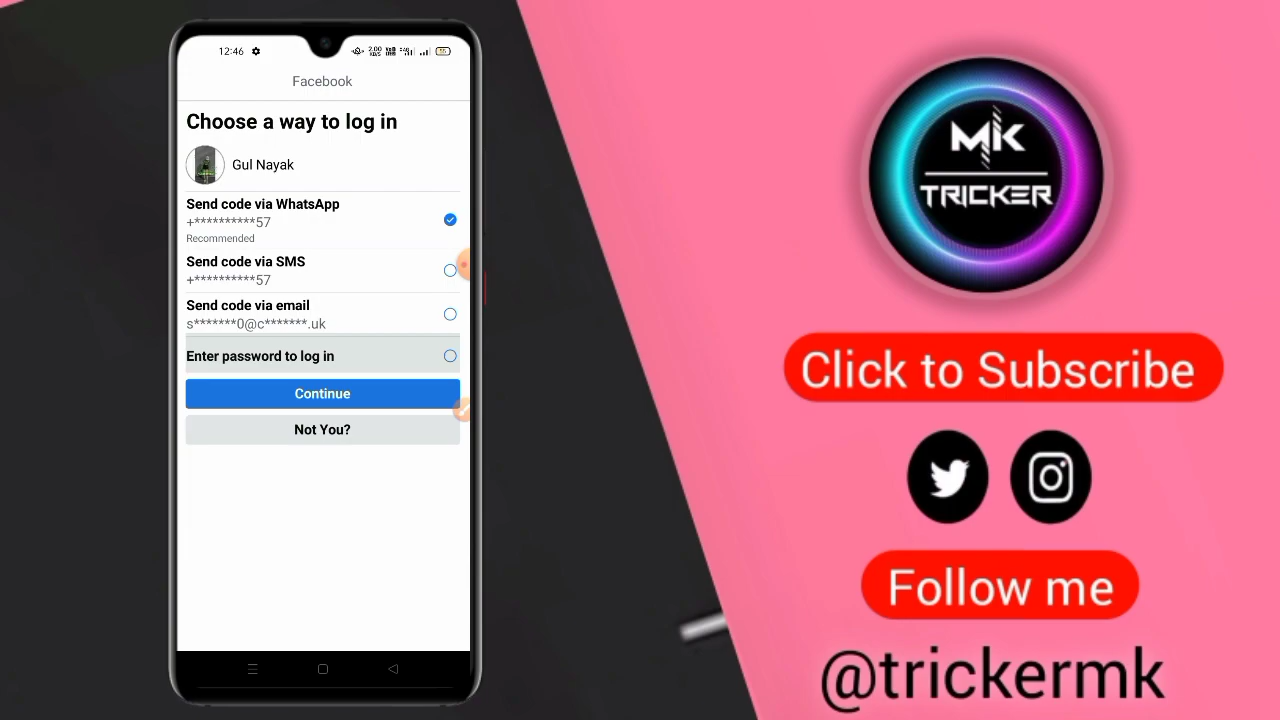 12:46
Facebook
Choose a way to log in
Gul Nayak
Send code via WhatsApp
+**********57
Recommended
Send code via SMS
+**********57
Send code via email
s*******0@c*******.uk
Enter password to log in
Continue
Not You?
MK
TRICKER
Click to Subscribe
Follow me
@trickermk